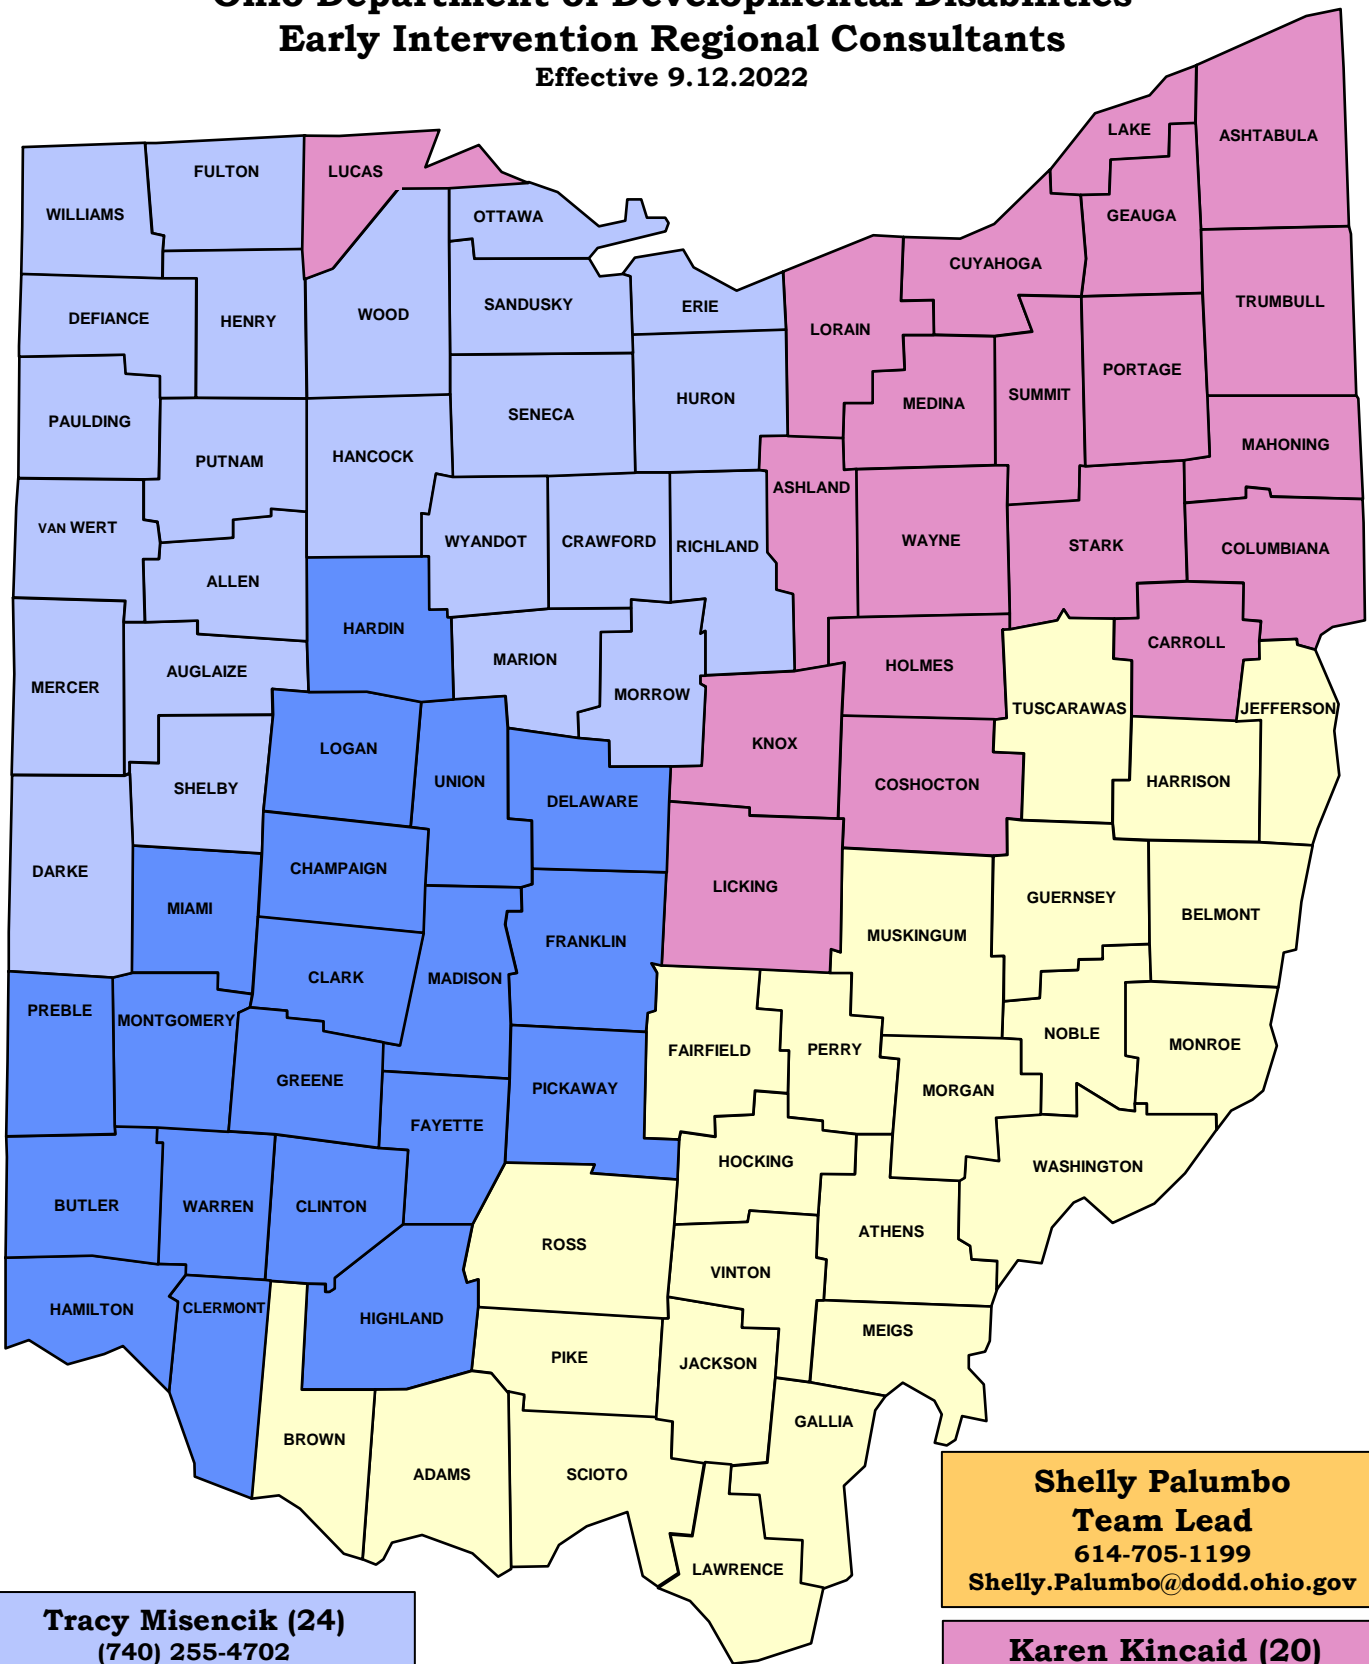 Ohio Department of Developmental Disabilities
Early Intervention Regional Consultants
Effective 9.12.2022
LAKE
ASHTABULA
FULTON
LUCAS
WILLIAMS
OTTAWA
GEAUGA
CUYAHOGA
DEFIANCE
HENRY
WOOD
SANDUSKY
ERIE
LORAIN
TRUMBULL
PAULDING
SENECA
HURON
MEDINA
SUMMIT
PORTAGE
PUTNAM
HANCOCK
ASHLAND
MAHONING
VAN WERT
WYANDOT
CRAWFORD
RICHLAND
WAYNE
STARK
COLUMBIANA
ALLEN
HARDIN
MERCER
AUGLAIZE
MARION
MORROW
HOLMES
CARROLL
TUSCARAWAS
JEFFERSON
LOGAN
UNION
KNOX
COSHOCTON
HARRISON
SHELBY
DELAWARE
DARKE
CHAMPAIGN
LICKING
GUERNSEY
BELMONT
MIAMI
FRANKLIN
MUSKINGUM
CLARK
MADISON
PREBLE
MONTGOMERY
FAIRFIELD
PERRY
NOBLE
MONROE
GREENE
PICKAWAY
MORGAN
FAYETTE
HOCKING
WASHINGTON
BUTLER
WARREN
CLINTON
ROSS
ATHENS
VINTON
HAMILTON
CLERMONT
HIGHLAND
MEIGS
PIKE
JACKSON
GALLIA
BROWN
ADAMS
SCIOTO
LAWRENCE
Shelly Palumbo
Team Lead
614-705-1199
Shelly.Palumbo@dodd.ohio.gov
Tracy Misencik (24)
(740) 255-4702
Karen Kincaid (20)